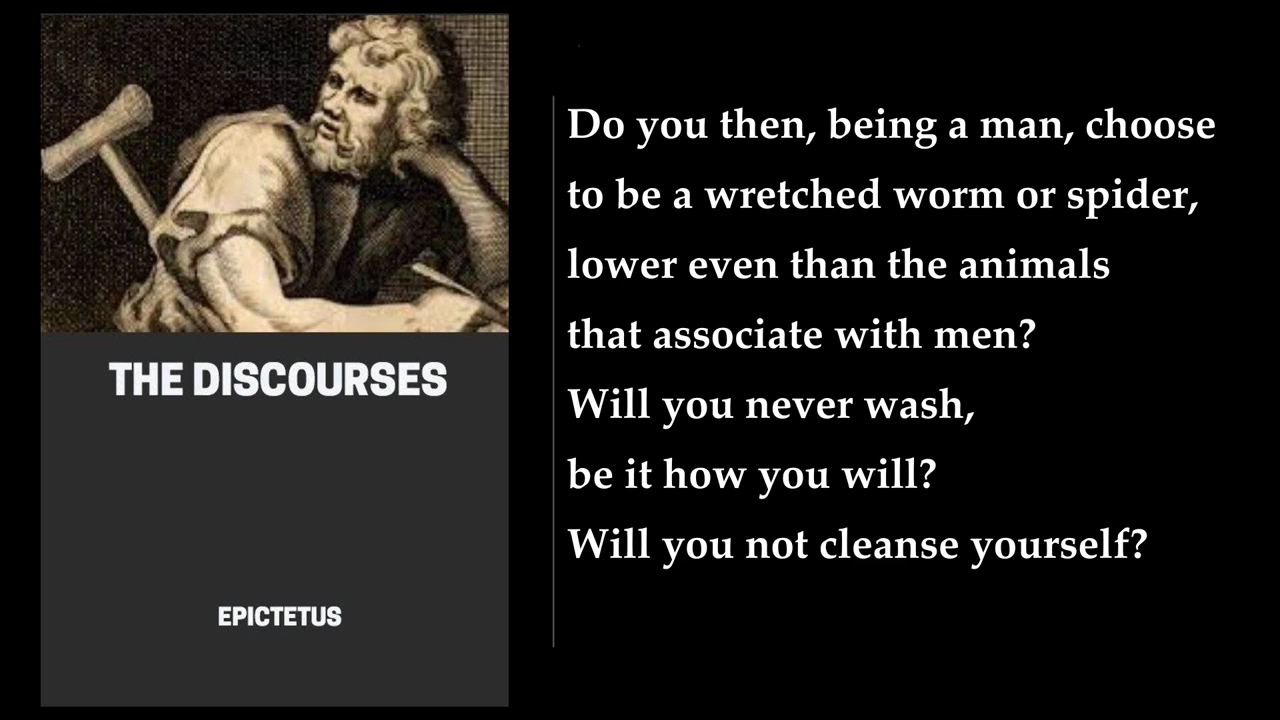 THE DISCOURSES
EPICTETUS
Do you then, being a man, choose
to be a wretched worm or spider,
lower even than the animals
that associate with men?
Will you never wash,
be it how you will?
Will you not cleanse yourself?